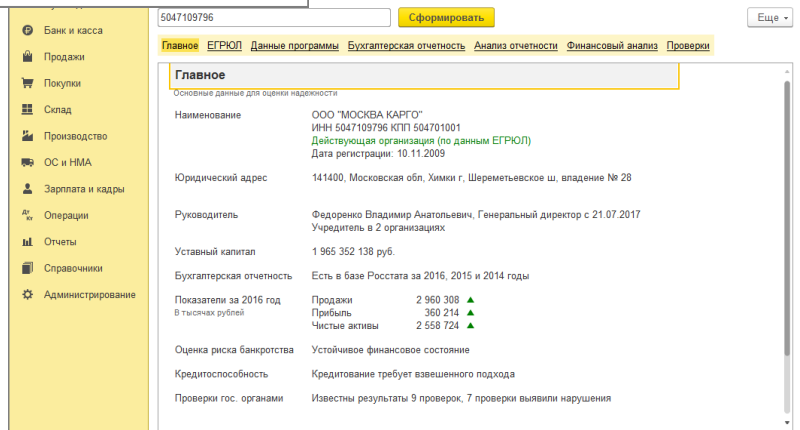 5047109796
Сформировать
Еще
Банк и касса
Продажи
Покупки
Склад
Производство
ОС и НМА
Зарплата и кадры
Дт Кт Операции
Отчеты
Справочники
Администрирование
Главное ЕГРЮЛ Данные программы Бухгалтерская отчетность Анализ отчетности Финансовый анализ Проверки
Главное
Основные данные для оценки надежности
Наименование ООО "МОСКВА КАРГО"
ИНН 5047109796 КПП 504701001
Действующая организация (по данным ЕГРЮЛ)
Дата регистрации: 10.11.2009
Юридический адрес 141400, Московская обл, Химки г, Шереметьевское ш, владение № 28
Руководитель Федоренко Владимир Анатольевич, Генеральный директор с 21.07.2017
Учредитель в 2 организациях
Уставный капитал 1 965 352 138 руб.
Бухгалтерская отчетность Есть в базе Росстата за 2016, 2015 и 2014 годы
Показатели за 2016 год Продажи 2 960 308
В тысячах рублей Прибыль 360 214
Чистые активы 2 558 724
Оценка риска банкротства Устойчивое финансовое состояние
Кредитоспособность Кредитование требует взвешенного подхода
Проверки гос. органами Известны результаты 9 проверок, 7 проверки выявили нарушения